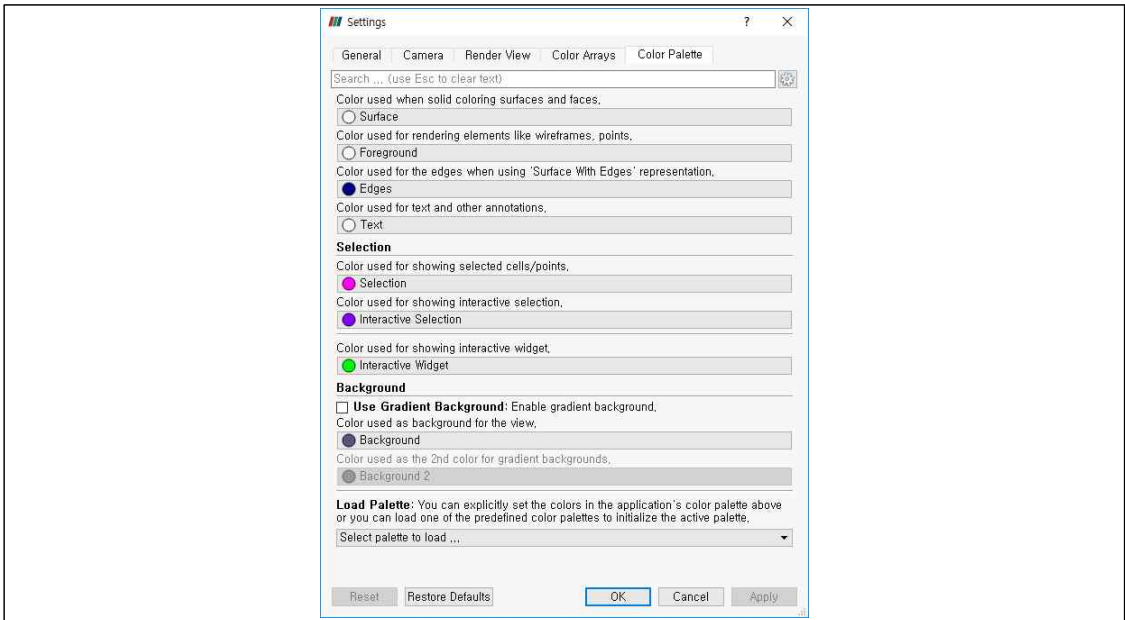 Settings
?
General Camera Render View Color Arrays Color Palette
Search ... (use Esc to clear text)
Color used when solid coloring surfaces and faces.
Surface
Color used for rendering elements like wireframes, points.
Foreground
Color used for the edges when using 'Surface With Edges' representation.
Edges
Color used for text and other annotations.
Text
Selection
Color used for showing selected cells/points.
Selection
Color used for showing interactive selection.
Interactive Selection
Color used for showing interactive widget.
Interactive Widget
Background
Use Gradient Background: Enable gradient background.
Color used as background for the view.
Background
Color used as the 2nd color for gradient backgrounds.
Background 2
Load Palette: You can explicitly set the colors in the application's color palette above
or you can load one of the predefined color palettes to initialize the active palette.
Select palette to load ...
Reset Restore Defaults OK Cancel Apply